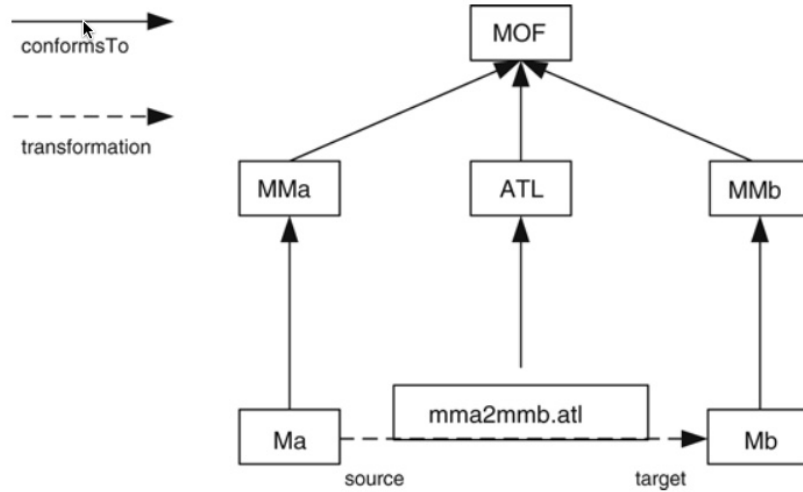 conformsTo
MOF
transformation
MMa
ATL
MMb
mma2mmb.atl
Ma
Mb
source
target